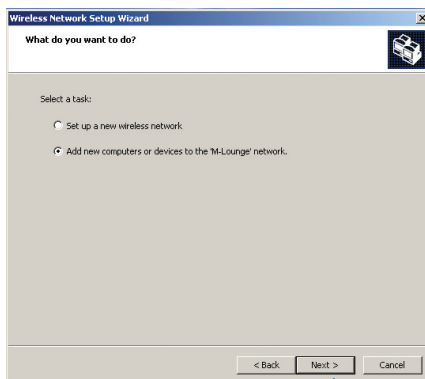 Wireless Network Setup Wizard
What do you want to do?
Select a task:
Set up a new wireless network
Add new computers or devices to the 'M-Lounge' network.
< Back Next > Cancel